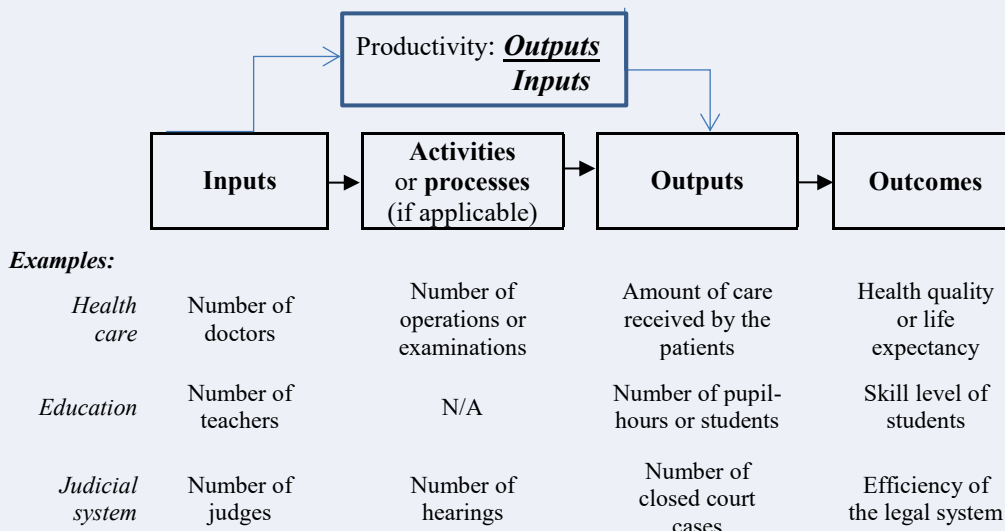 Productivity: Outputs
Inputs
Inputs
Activities
or processes
(if applicable)
Outputs
Outcomes
Examples:
Health
care
Number of
doctors
Number of
operations or
examinations
Amount of care
received by the
patients
Health quality
or life
expectancy
Education
Number of
teachers
N/A
Number of pupil-
hours or students
Skill level of
students
Judicial
system
Number of
judges
Number of
hearings
Number of
closed court
cases
Efficiency of
the legal system